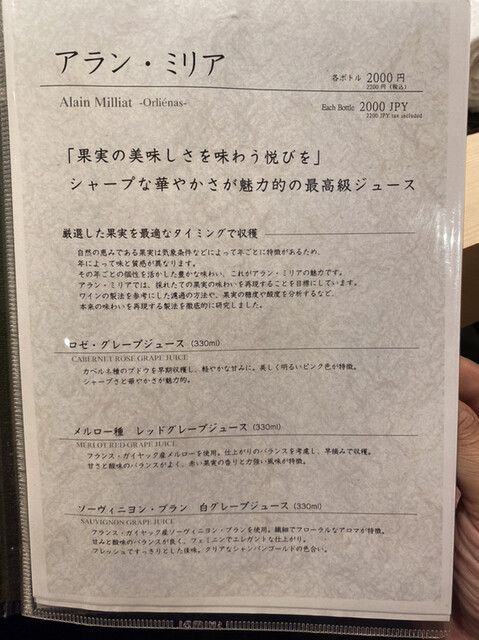 アラン・ミリア
各ボトル 2000 円
2200 円 (税込)
Alain Milliat -Orliénas-
Each Bottle 2000 JPY
2200 JPY tax included
「果実の美味しさを味わう悦びを」
シャープな華やかさが魅力的の最高級ジュース
厳選した果実を最適なタイミングで収穫
自然の恵みである果実は気象条件などによって年ごとに特徴があるため、
年によって味と質感が異なります。
その年ごとの個性を活かした豊かな味わい、これがアラン・ミリアの魅力です。
アラン・ミリアでは、採れたての果実の味わいを再現することを目標にしています。
ワインの製法を参考にした濾過の方法や、果実の糖度や酸度を分析するなど、
本来の味わいを再現する製法を徹底的に研究しました。
ロゼ・グレープジュース (330ml)
CABERNET ROSE GRAPE JUICE
カベルネ種のブドウを早期収穫し、軽やかな甘みに。美しく明るいピンク色が特徴。
シャープさと華やかさが魅力的。
メルロー種 レッドグレープジュース (330ml)
MERLOT RED GRAPE JUICE
フランス・ガイヤック産メルローを使用。仕上がりのバランスを考慮し、早摘みで収穫。
甘さと酸味のバランスがよく、赤い果実の香りと力強い風味が特徴。
ソーヴィニヨン・ブラン 白グレープジュース (330ml)
SAUVIGNON GRAPE JUICE
フランス・ガイヤック産ソーヴィニヨン・ブランを使用。繊細でフローラルなアロマが特徴。
甘みと酸味のバランスが良く、フェミニンでエレガントな仕上がり。
フレッシュですっきりとした後味。クリアなシャンパンゴールドの色合い。